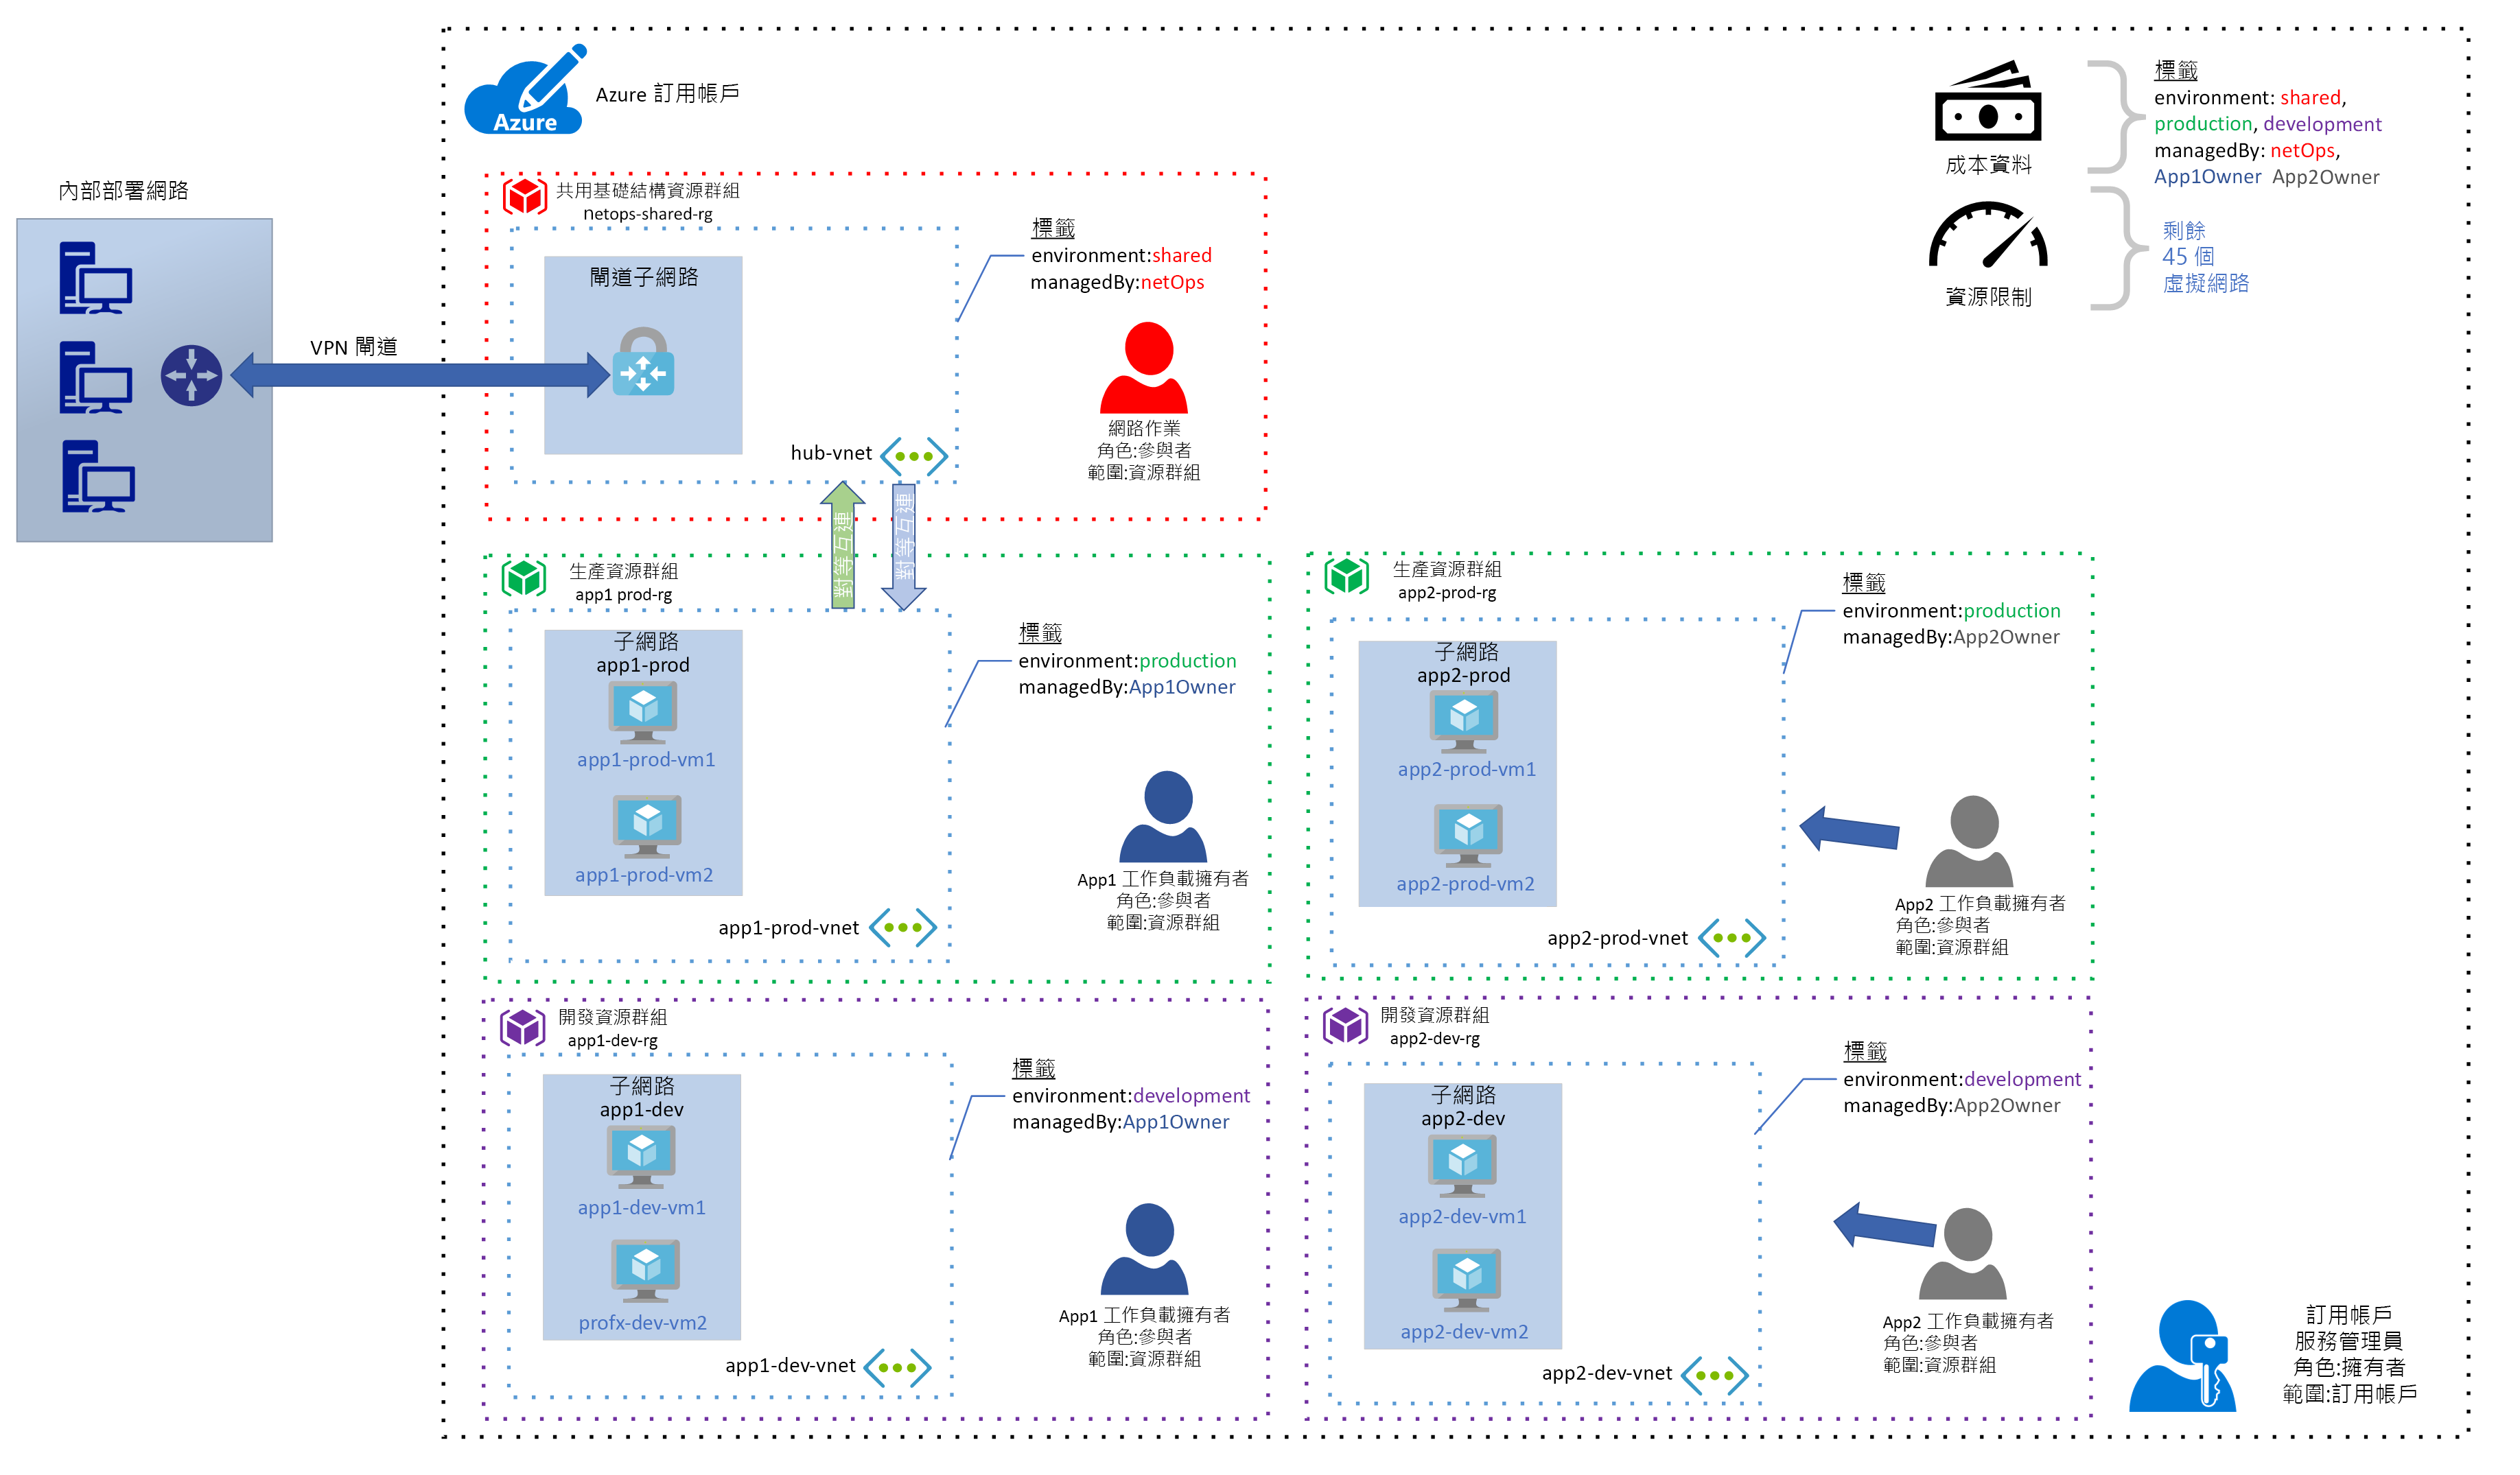 Azure
Azure 訂用帳戶
成本資料
標籤
environment: shared,
production, development
managedBy: netOps,
App1Owner App2Owner
資源限制
剩餘
45 個
虛擬網路
內部部署網路
VPN 閘道
共用基礎結構資源群組
netops-shared-rg
閘道子網路
hub-vnet
標籤
environment:shared
managedBy:netOps
網路作業
角色:參與者
範圍:資源群組
對等互連
對等互連
生產資源群組
app1 prod-rg
子網路
app1-prod
app1-prod-vm1
app1-prod-vm2
app1-prod-vnet
標籤
environment:production
managedBy:App1Owner
App1 工作負載擁有者
角色:參與者
範圍:資源群組
生產資源群組
app2-prod-rg
子網路
app2-prod
app2-prod-vm1
app2-prod-vm2
app2-prod-vnet
標籤
environment:production
managedBy:App2Owner
App2 工作負載擁有者
角色:參與者
範圍:資源群組
開發資源群組
app1-dev-rg
子網路
app1-dev
app1-dev-vm1
profx-dev-vm2
app1-dev-vnet
標籤
environment:development
managedBy:App1Owner
App1 工作負載擁有者
角色:參與者
範圍:資源群組
開發資源群組
app2-dev-rg
子網路
app2-dev
app2-dev-vm1
app2-dev-vm2
app2-dev-vnet
標籤
environment:development
managedBy:App2Owner
App2 工作負載擁有者
角色:參與者
範圍:資源群組
訂用帳戶
服務管理員
角色:擁有者
範圍:訂用帳戶